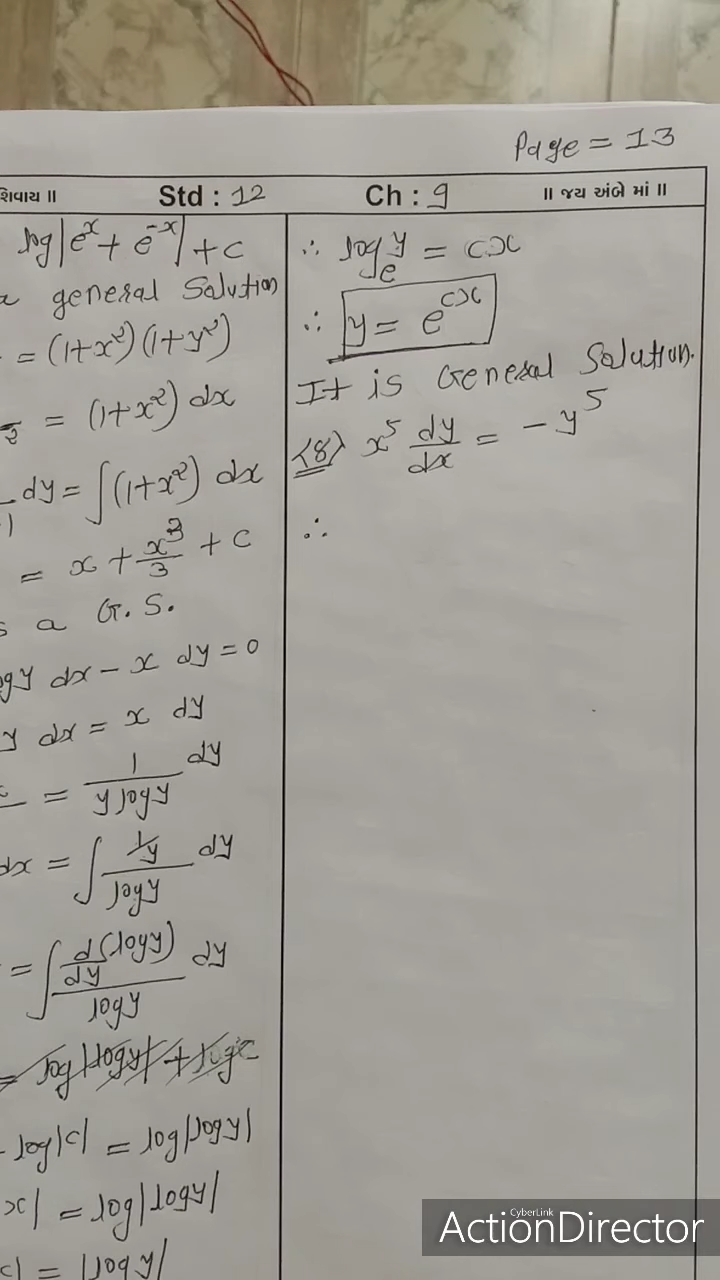 Page = 13
શિવાય ॥ Std : 12 Ch : 9 ॥ જય અંબે માં ॥
log|eˣ + e⁻ˣ| + c
general Solution
= (1+x²)(1+y²)
= (1+x²) dx
dy = ∫(1+x²) dx
= x + x³/3 + c
a G. S.
dx - x dy = 0
y dx = x dy
= 1/(y log y) dy
dx = ∫ (1/y)/(log y) dy
= ∫ (d/dy (log y))/(log y) dy
log|c| = log|log y|
= log|log y|
|log y|
∴ logₑ y = cx
∴ y = e^(cx)
It is General Solution.
<8> x⁵ dy/dx = - y⁵
∴
CyberLink
ActionDirector